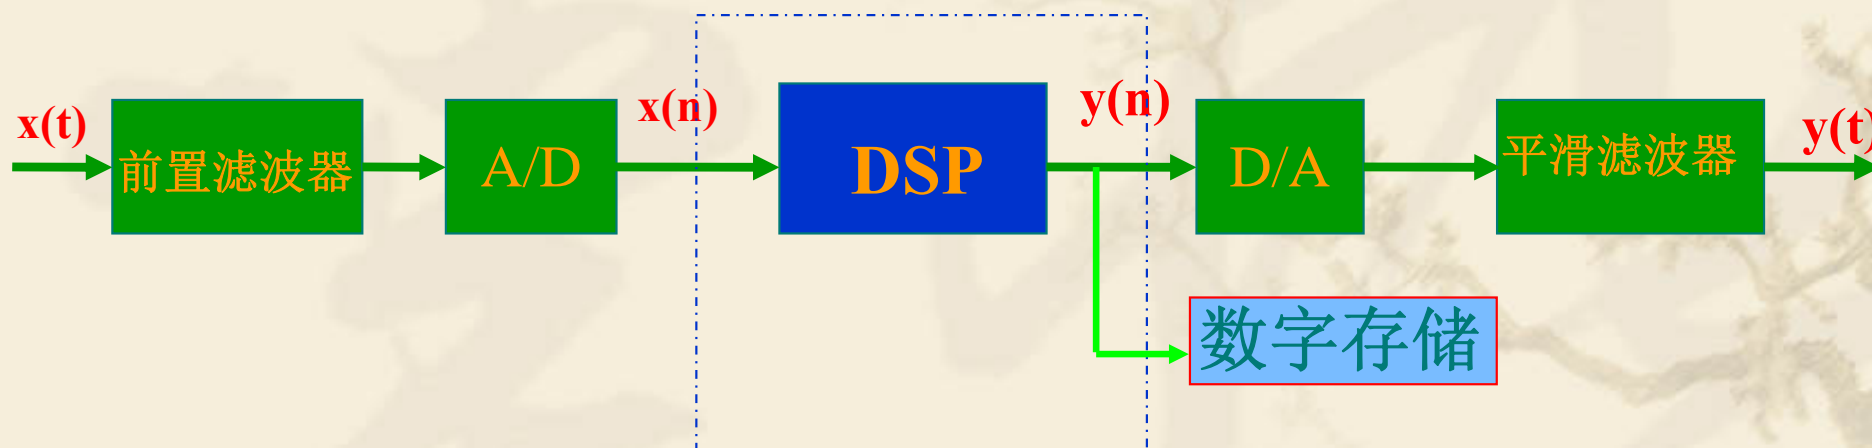 x(t)
前置滤波器
A/D
x(n)
DSP
y(n)
D/A
平滑滤波器
y(t)
数字存储